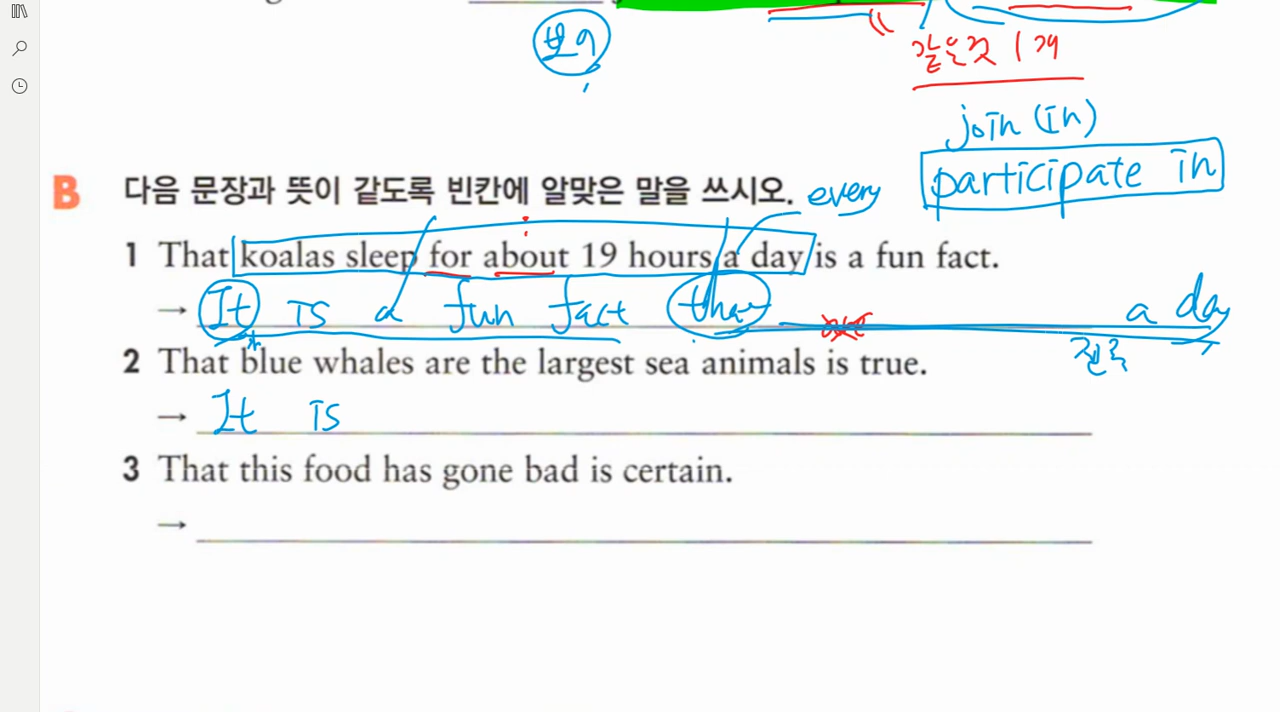 보어
같은것 1개
join (in)
participate in
B 다음 문장과 뜻이 같도록 빈칸에 알맞은 말을 쓰시오. every
1 That koalas sleep for about 19 hours a day is a fun fact.
→ It is a fun fact that a day
2 That blue whales are the largest sea animals is true.
→ It is
3 That this food has gone bad is certain.
→